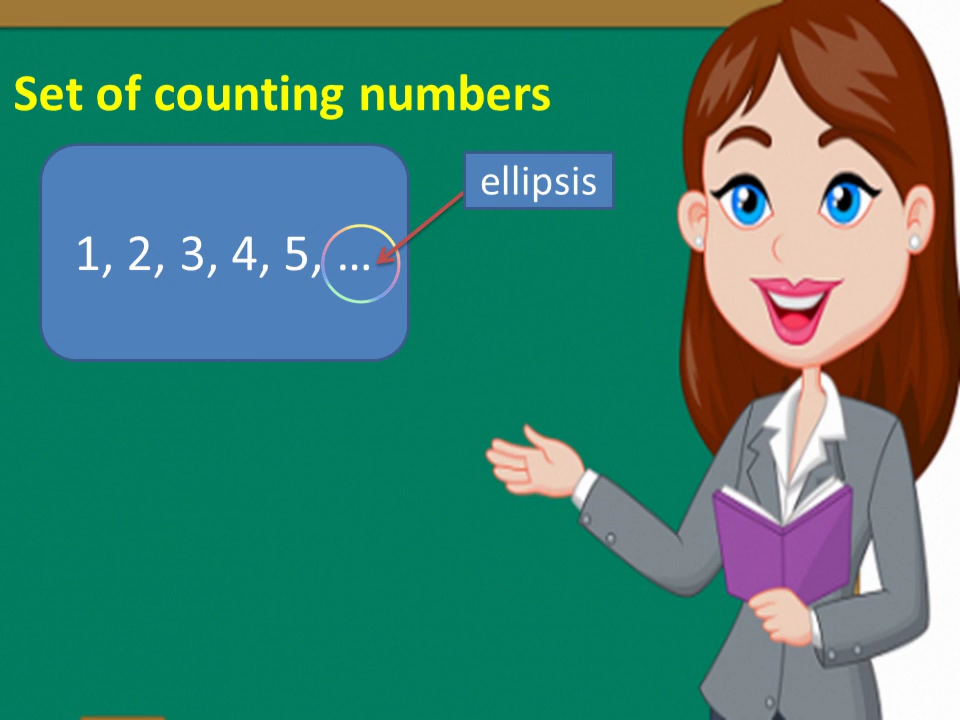 Set of counting numbers
ellipsis
1, 2, 3, 4, 5, …